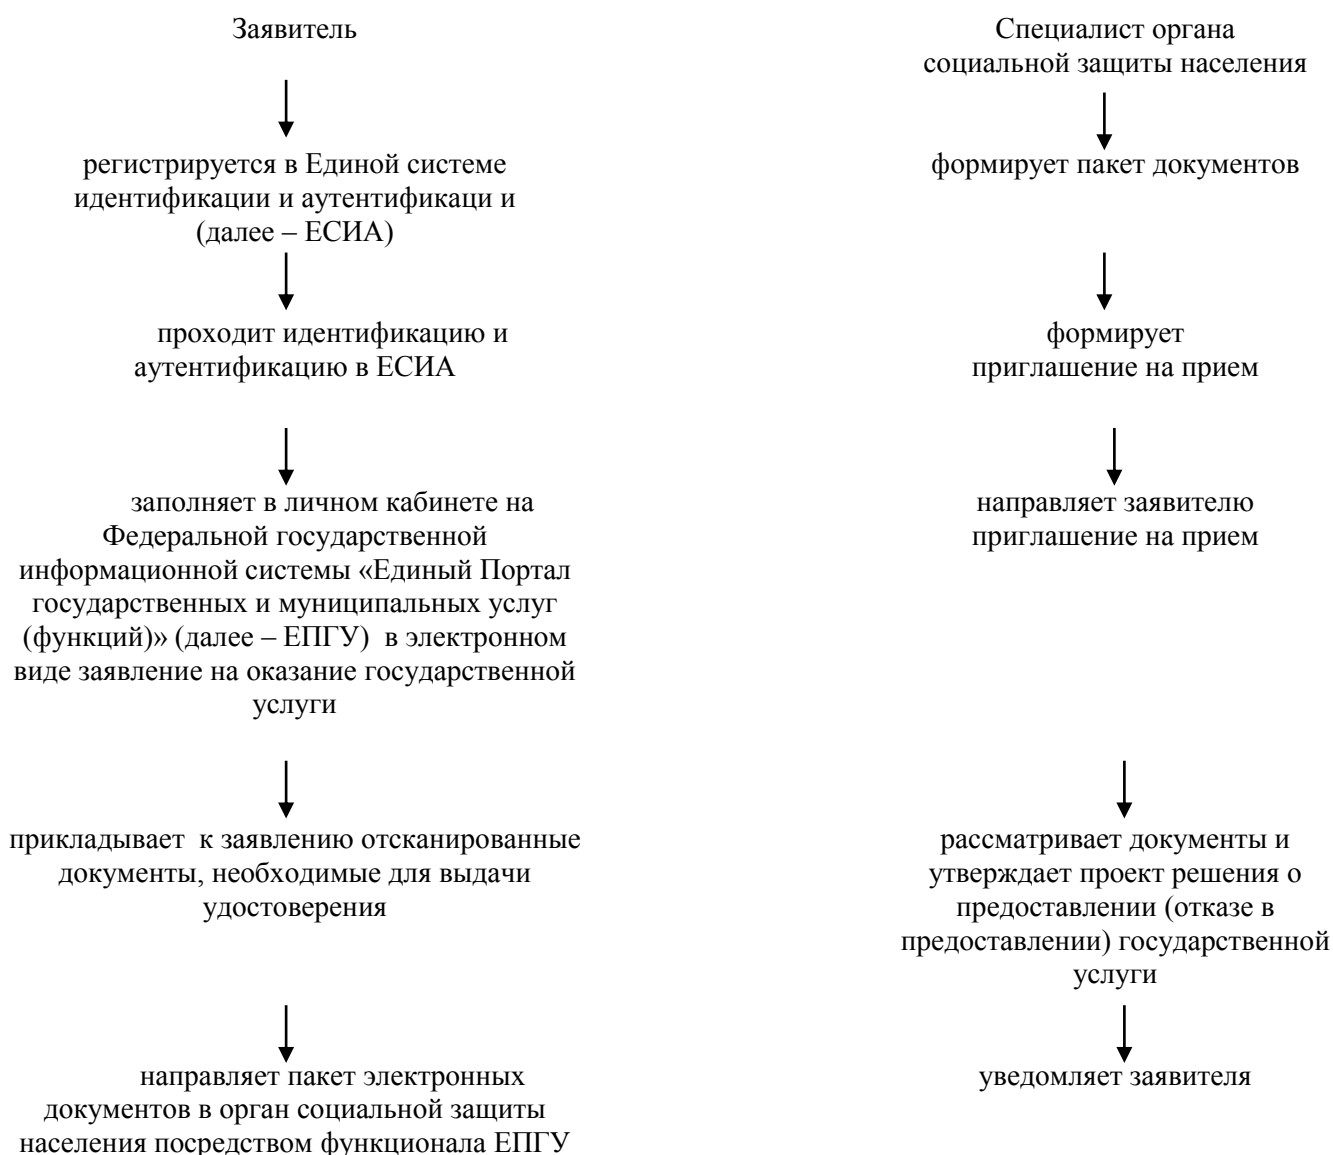 Заявитель
регистрируется в Единой системе
идентификации и аутентификаци и
(далее – ЕСИА)
проходит идентификацию и
аутентификацию в ЕСИА
заполняет в личном кабинете на
Федеральной государственной
информационной системы «Единый Портал
государственных и муниципальных услуг
(функций)» (далее – ЕПГУ)  в электронном
виде заявление на оказание государственной
услуги
прикладывает  к заявлению отсканированные
документы, необходимые для выдачи
удостоверения
направляет пакет электронных
документов в орган социальной защиты
населения посредством функционала ЕПГУ
Специалист органа
социальной защиты населения
формирует пакет документов
формирует
приглашение на прием
направляет заявителю
приглашение на прием
рассматривает документы и
утверждает проект решения о
предоставлении (отказе в
предоставлении) государственной
услуги
уведомляет заявителя